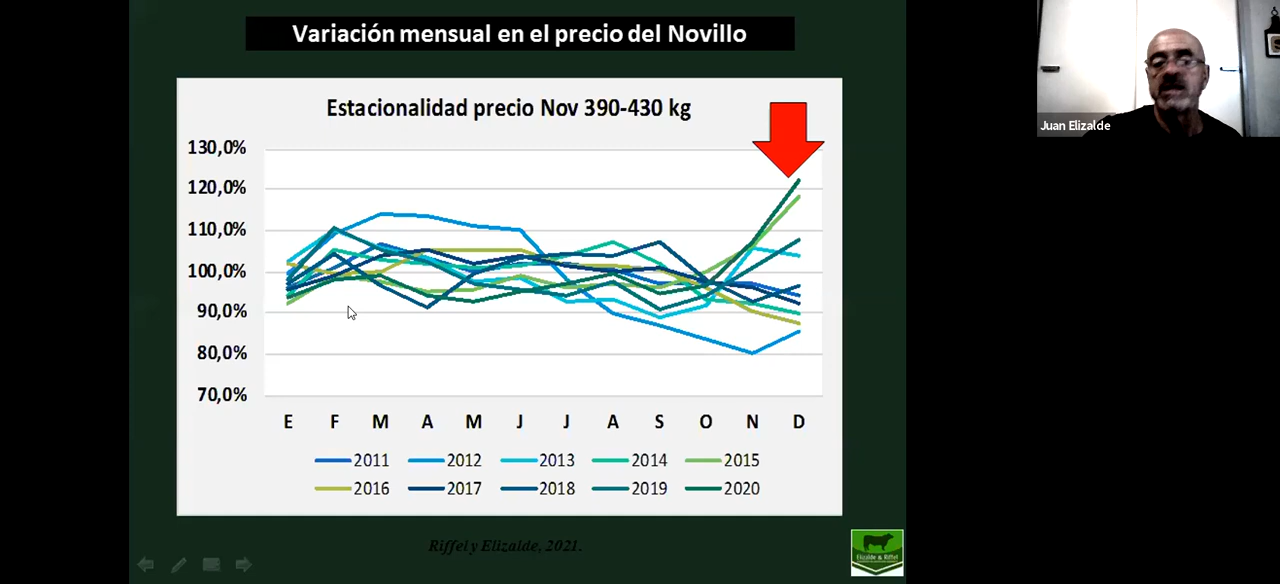 Variación mensual en el precio del Novillo
Estacionalidad precio Nov 390-430 kg
130,0%
120,0%
110,0%
100,0%
90,0%
80,0%
70,0%
E F M A M J J A S O N D
2011 2012 2013 2014 2015
2016 2017 2018 2019 2020
Riffel y Elizalde, 2021.
Elizalde & Riffel
Juan Elizalde